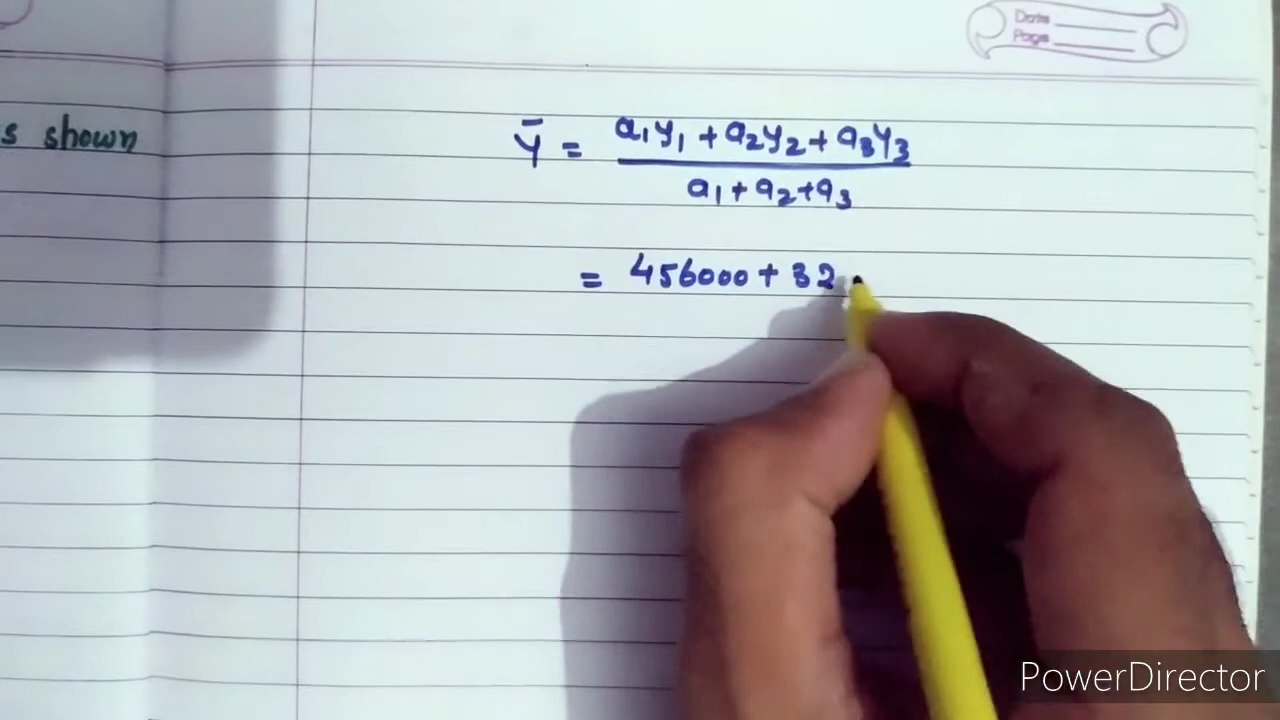 Date
Page
s shown
Ȳ = a₁y₁ + a₂y₂ + a₃y₃
a₁ + a₂ + a₃
= 456000 + 32
PowerDirector